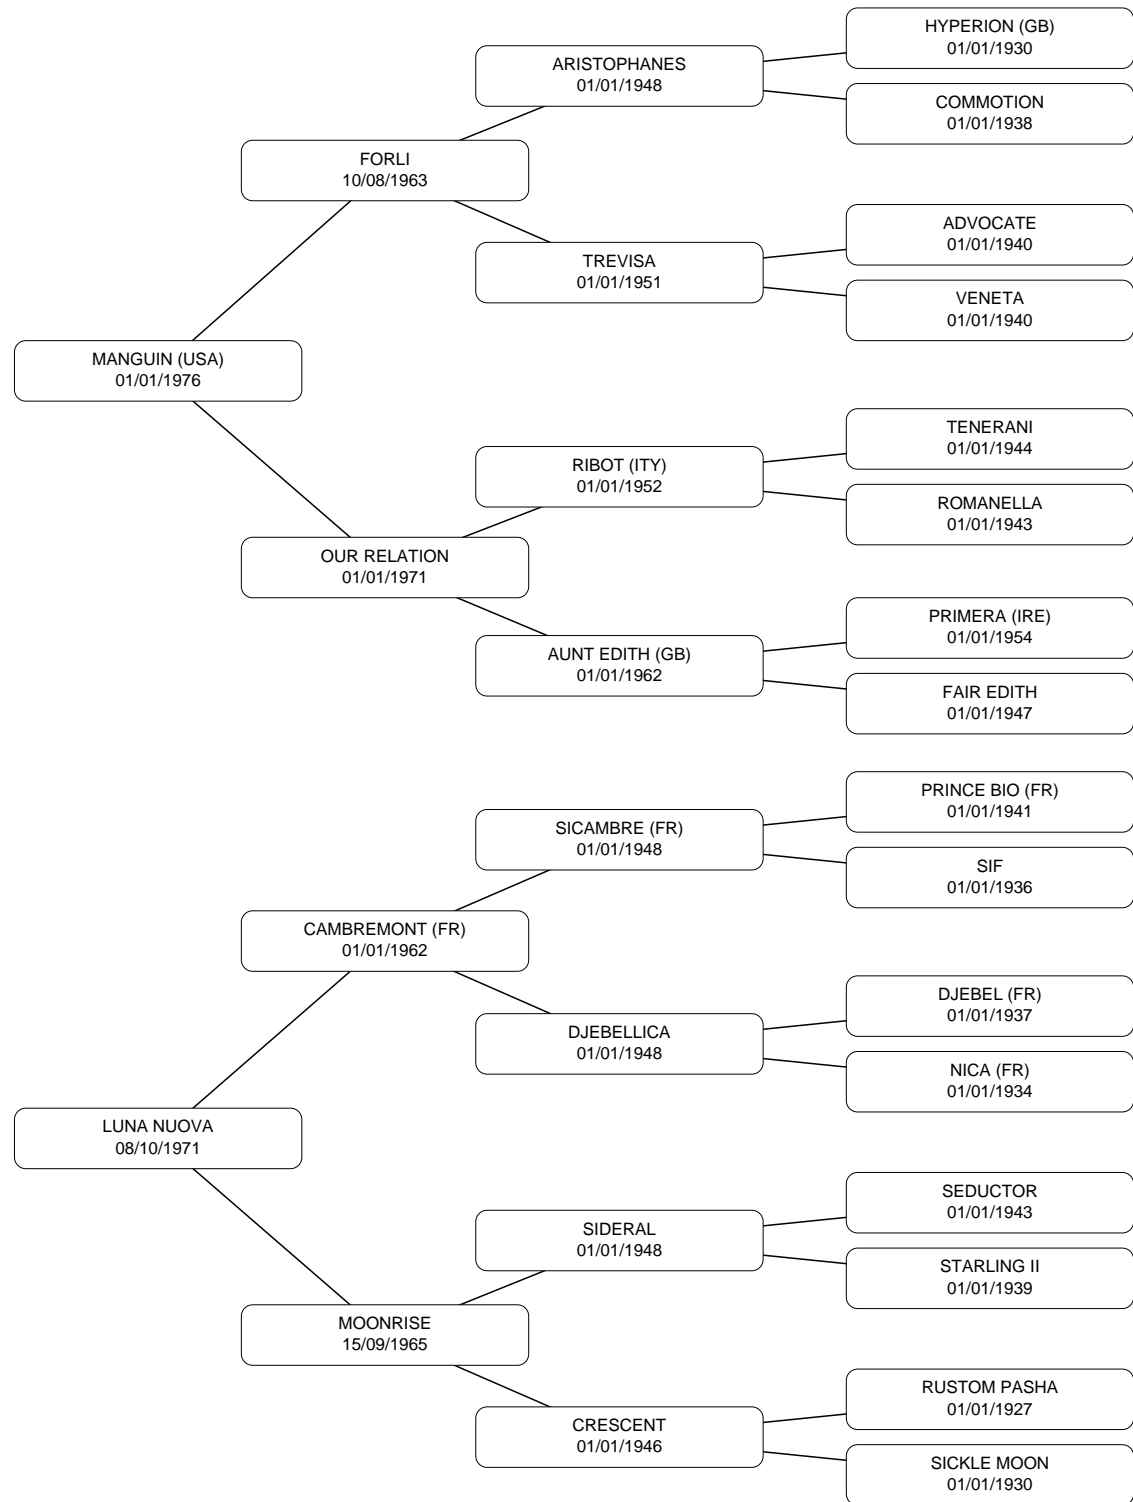 HYPERION (GB)
01/01/1930
ARISTOPHANES
01/01/1948
COMMOTION
01/01/1938
FORLI
10/08/1963
ADVOCATE
01/01/1940
TREVISA
01/01/1951
VENETA
01/01/1940
MANGUIN (USA)
01/01/1976
TENERANI
01/01/1944
RIBOT (ITY)
01/01/1952
ROMANELLA
01/01/1943
OUR RELATION
01/01/1971
PRIMERA (IRE)
01/01/1954
AUNT EDITH (GB)
01/01/1962
FAIR EDITH
01/01/1947
PRINCE BIO (FR)
01/01/1941
SICAMBRE (FR)
01/01/1948
SIF
01/01/1936
CAMBREMONT (FR)
01/01/1962
DJEBEL (FR)
01/01/1937
DJEBELLICA
01/01/1948
NICA (FR)
01/01/1934
LUNA NUOVA
08/10/1971
SEDUCTOR
01/01/1943
SIDERAL
01/01/1948
STARLING II
01/01/1939
MOONRISE
15/09/1965
RUSTOM PASHA
01/01/1927
CRESCENT
01/01/1946
SICKLE MOON
01/01/1930